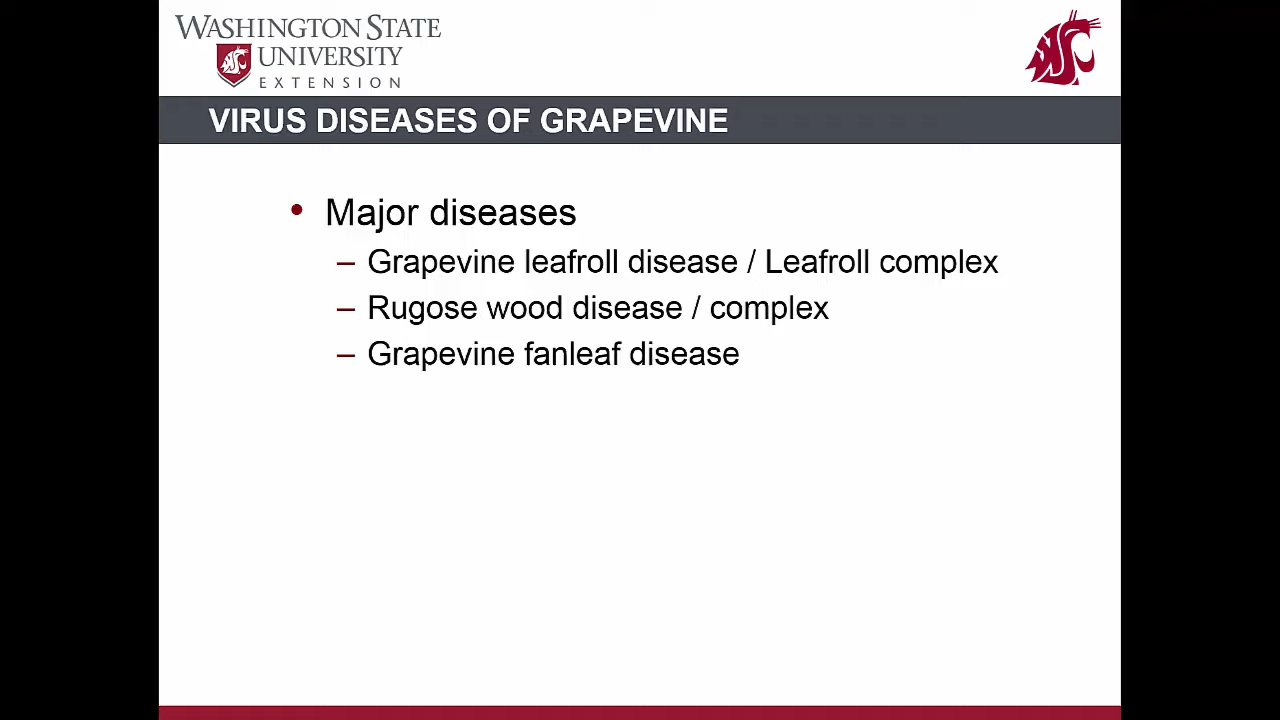 WASHINGTON STATE
UNIVERSITY
EXTENSION
VIRUS DISEASES OF GRAPEVINE
• Major diseases
– Grapevine leafroll disease / Leafroll complex
– Rugose wood disease / complex
– Grapevine fanleaf disease